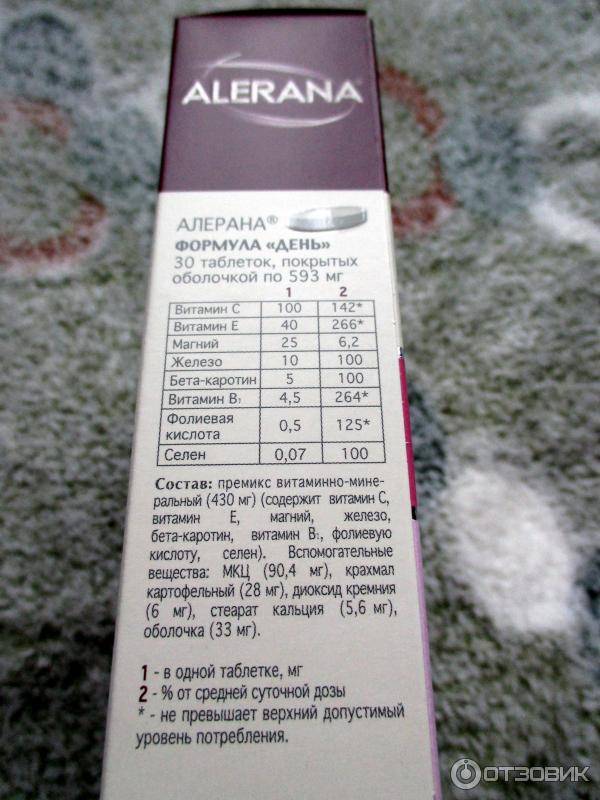 ALERANA®
АЛЕРАНА®
ФОРМУЛА «ДЕНЬ»
30 таблеток, покрытых
оболочкой по 593 мг
1 2
Витамин С 100 142*
Витамин Е 40 266*
Магний 25 6,2
Железо 10 100
Бета-каротин 5 100
Витамин В₁ 4,5 264*
Фолиевая
кислота 0,5 125*
Селен 0,07 100
Состав: премикс витаминно-мине-
ральный (430 мг) (содержит витамин С,
витамин Е, магний, железо,
бета-каротин, витамин В₁, фолиевую
кислоту, селен). Вспомогательные
вещества: МКЦ (90,4 мг), крахмал
картофельный (28 мг), диоксид кремния
(6 мг), стеарат кальция (5,6 мг),
оболочка (33 мг).
1 - в одной таблетке, мг
2 - % от средней суточной дозы
* - не превышает верхний допустимый
уровень потребления.
ОТЗОВИК